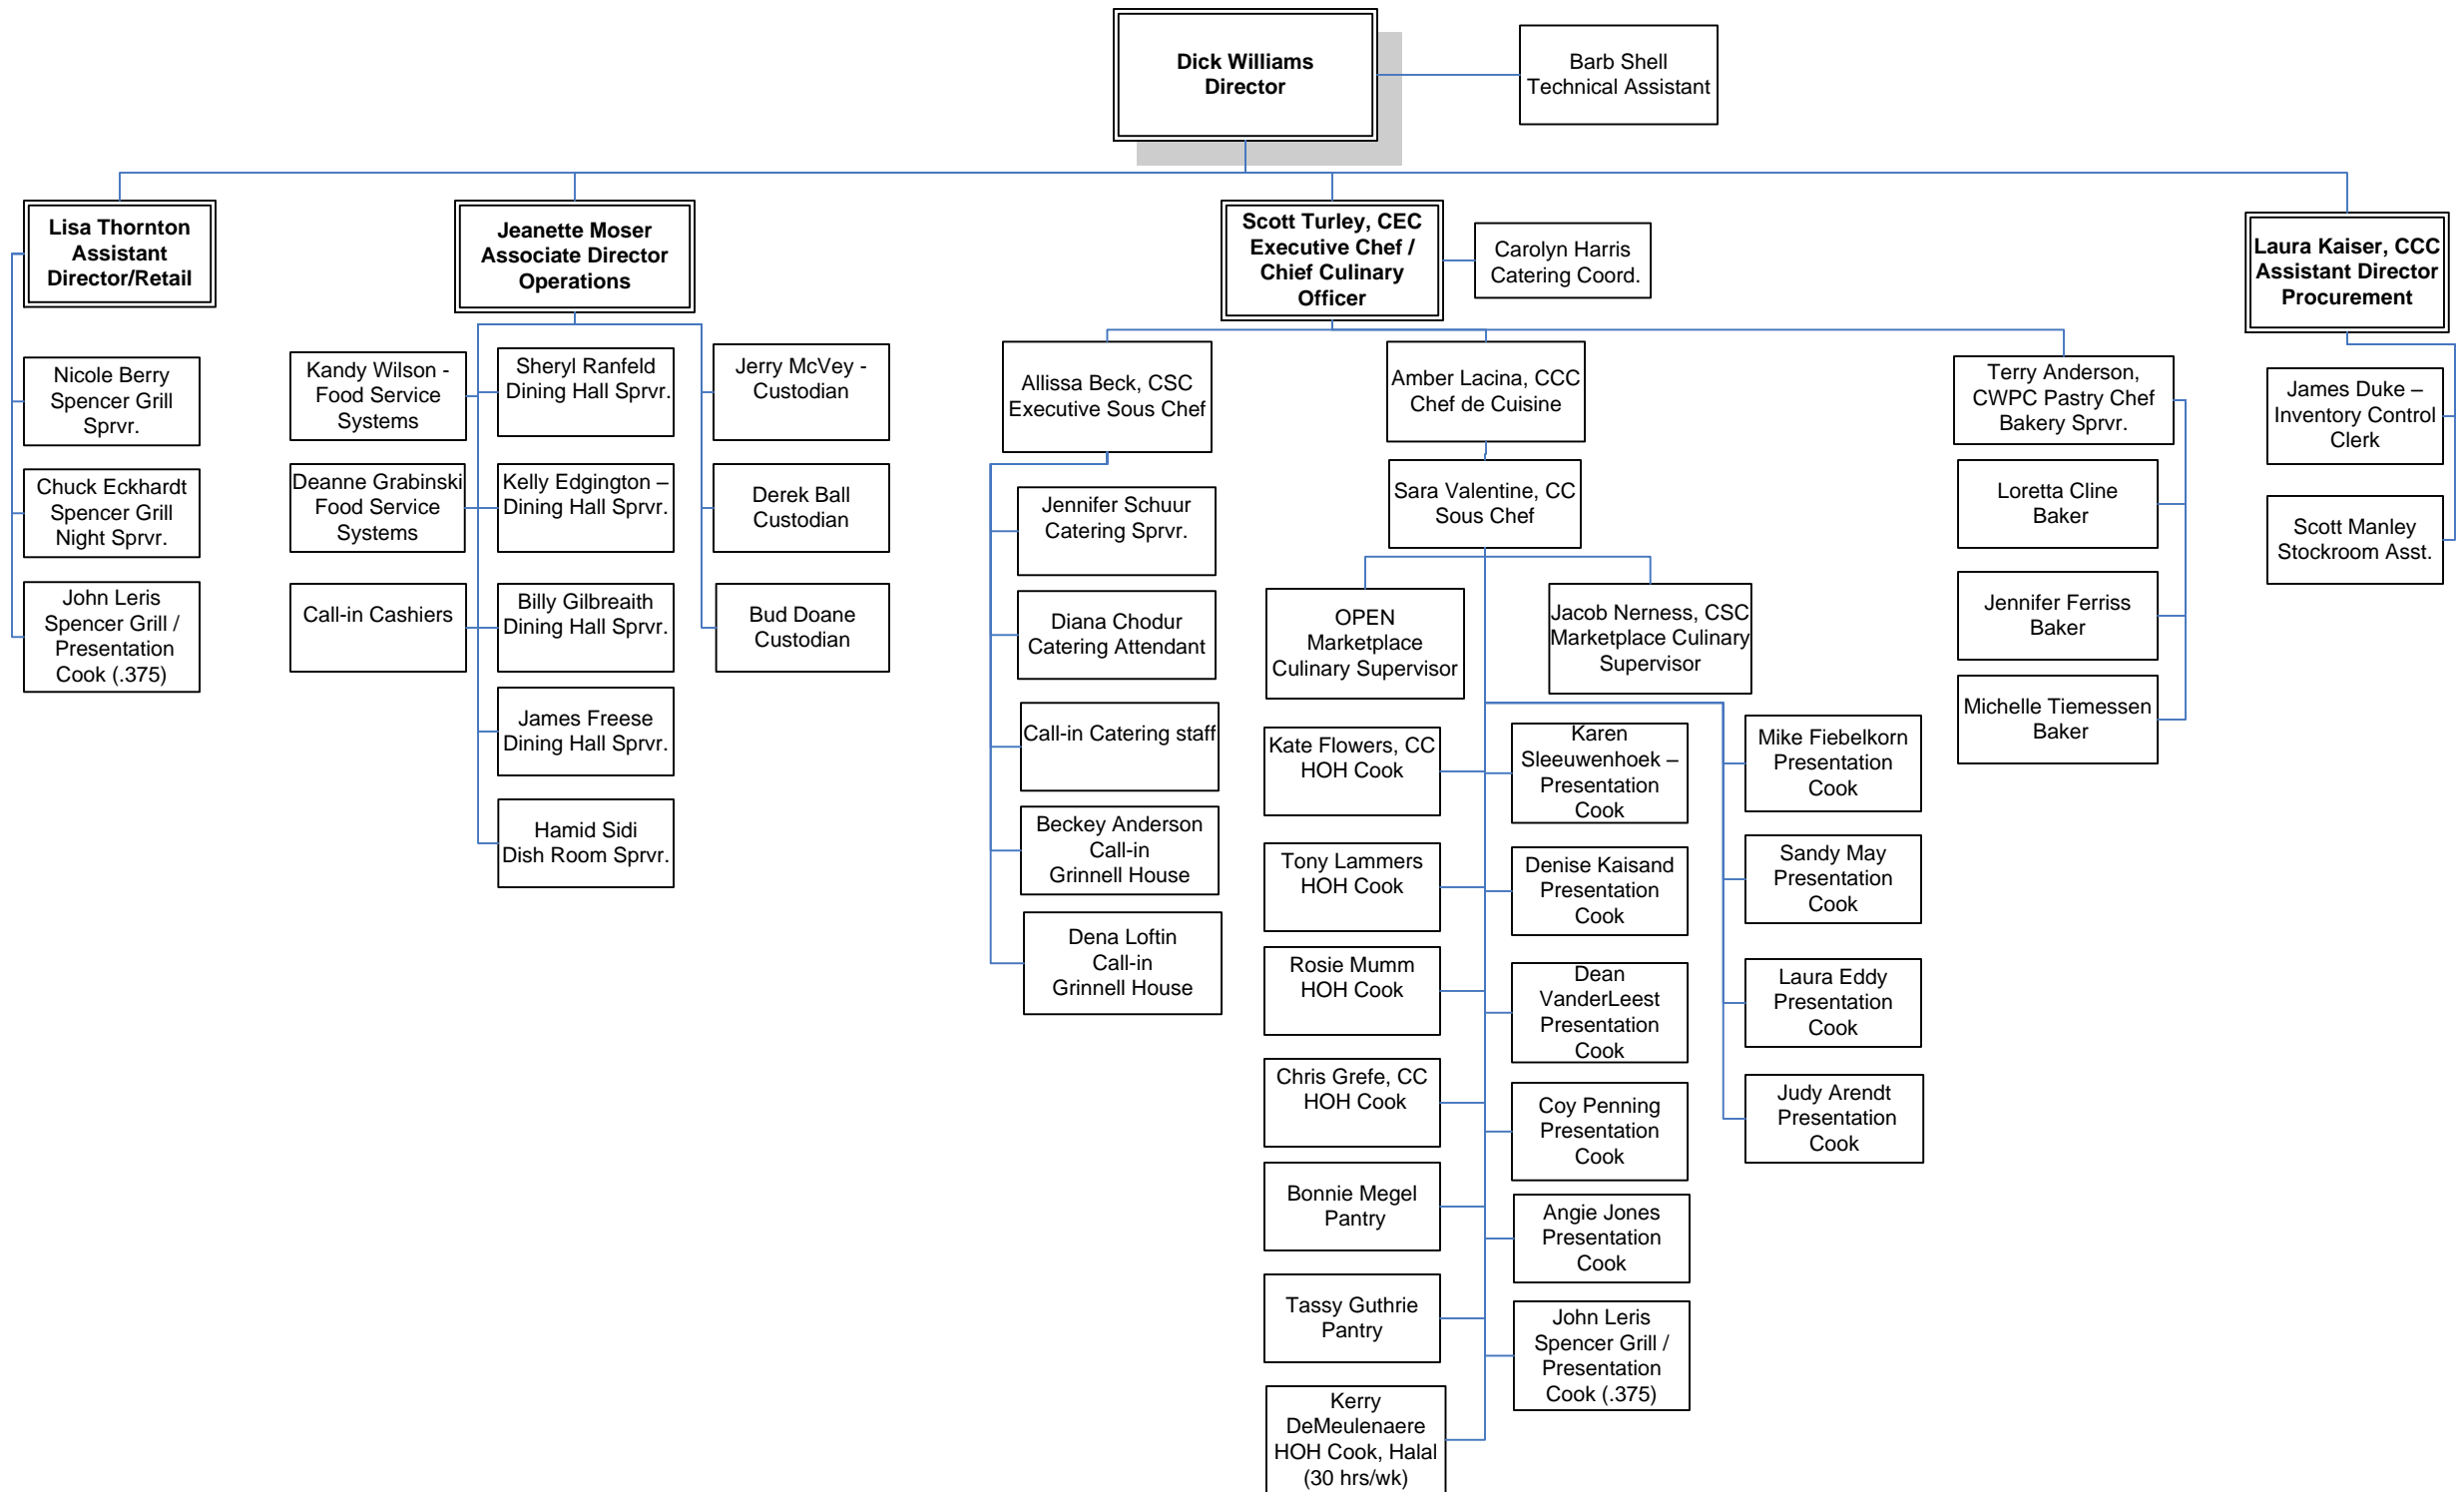 Dick Williams
Director
Barb Shell
Technical Assistant
Lisa Thornton
Assistant
Director/Retail
Jeanette Moser
Associate Director
Operations
Scott Turley, CEC
Executive Chef /
Chief Culinary
Officer
Carolyn Harris
Catering Coord.
Laura Kaiser, CCC
Assistant Director
Procurement
Nicole Berry
Spencer Grill
Sprvr.
Chuck Eckhardt
Spencer Grill
Night Sprvr.
John Leris
Spencer Grill /
Presentation
Cook (.375)
Kandy Wilson -
Food Service
Systems
Deanne Grabinski
Food Service
Systems
Call-in Cashiers
Sheryl Ranfeld
Dining Hall Sprvr.
Kelly Edgington –
Dining Hall Sprvr.
Billy Gilbreaith
Dining Hall Sprvr.
James Freese
Dining Hall Sprvr.
Hamid Sidi
Dish Room Sprvr.
Jerry McVey -
Custodian
Derek Ball
Custodian
Bud Doane
Custodian
Allissa Beck, CSC
Executive Sous Chef
Jennifer Schuur
Catering Sprvr.
Diana Chodur
Catering Attendant
Call-in Catering staff
Beckey Anderson
Call-in
Grinnell House
Dena Loftin
Call-in
Grinnell House
Amber Lacina, CCC
Chef de Cuisine
Sara Valentine, CC
Sous Chef
OPEN
Marketplace
Culinary Supervisor
Jacob Nerness, CSC
Marketplace Culinary
Supervisor
Kate Flowers, CC
HOH Cook
Tony Lammers
HOH Cook
Rosie Mumm
HOH Cook
Chris Grefe, CC
HOH Cook
Bonnie Megel
Pantry
Tassy Guthrie
Pantry
Kerry
DeMeulenaere
HOH Cook, Halal
(30 hrs/wk)
Karen
Sleeuwenhoek –
Presentation
Cook
Denise Kaisand
Presentation
Cook
Dean
VanderLeest
Presentation
Cook
Coy Penning
Presentation
Cook
Angie Jones
Presentation
Cook
John Leris
Spencer Grill /
Presentation
Cook (.375)
Mike Fiebelkorn
Presentation
Cook
Sandy May
Presentation
Cook
Laura Eddy
Presentation
Cook
Judy Arendt
Presentation
Cook
Terry Anderson,
CWPC Pastry Chef
Bakery Sprvr.
Loretta Cline
Baker
Jennifer Ferriss
Baker
Michelle Tiemessen
Baker
James Duke –
Inventory Control
Clerk
Scott Manley
Stockroom Asst.